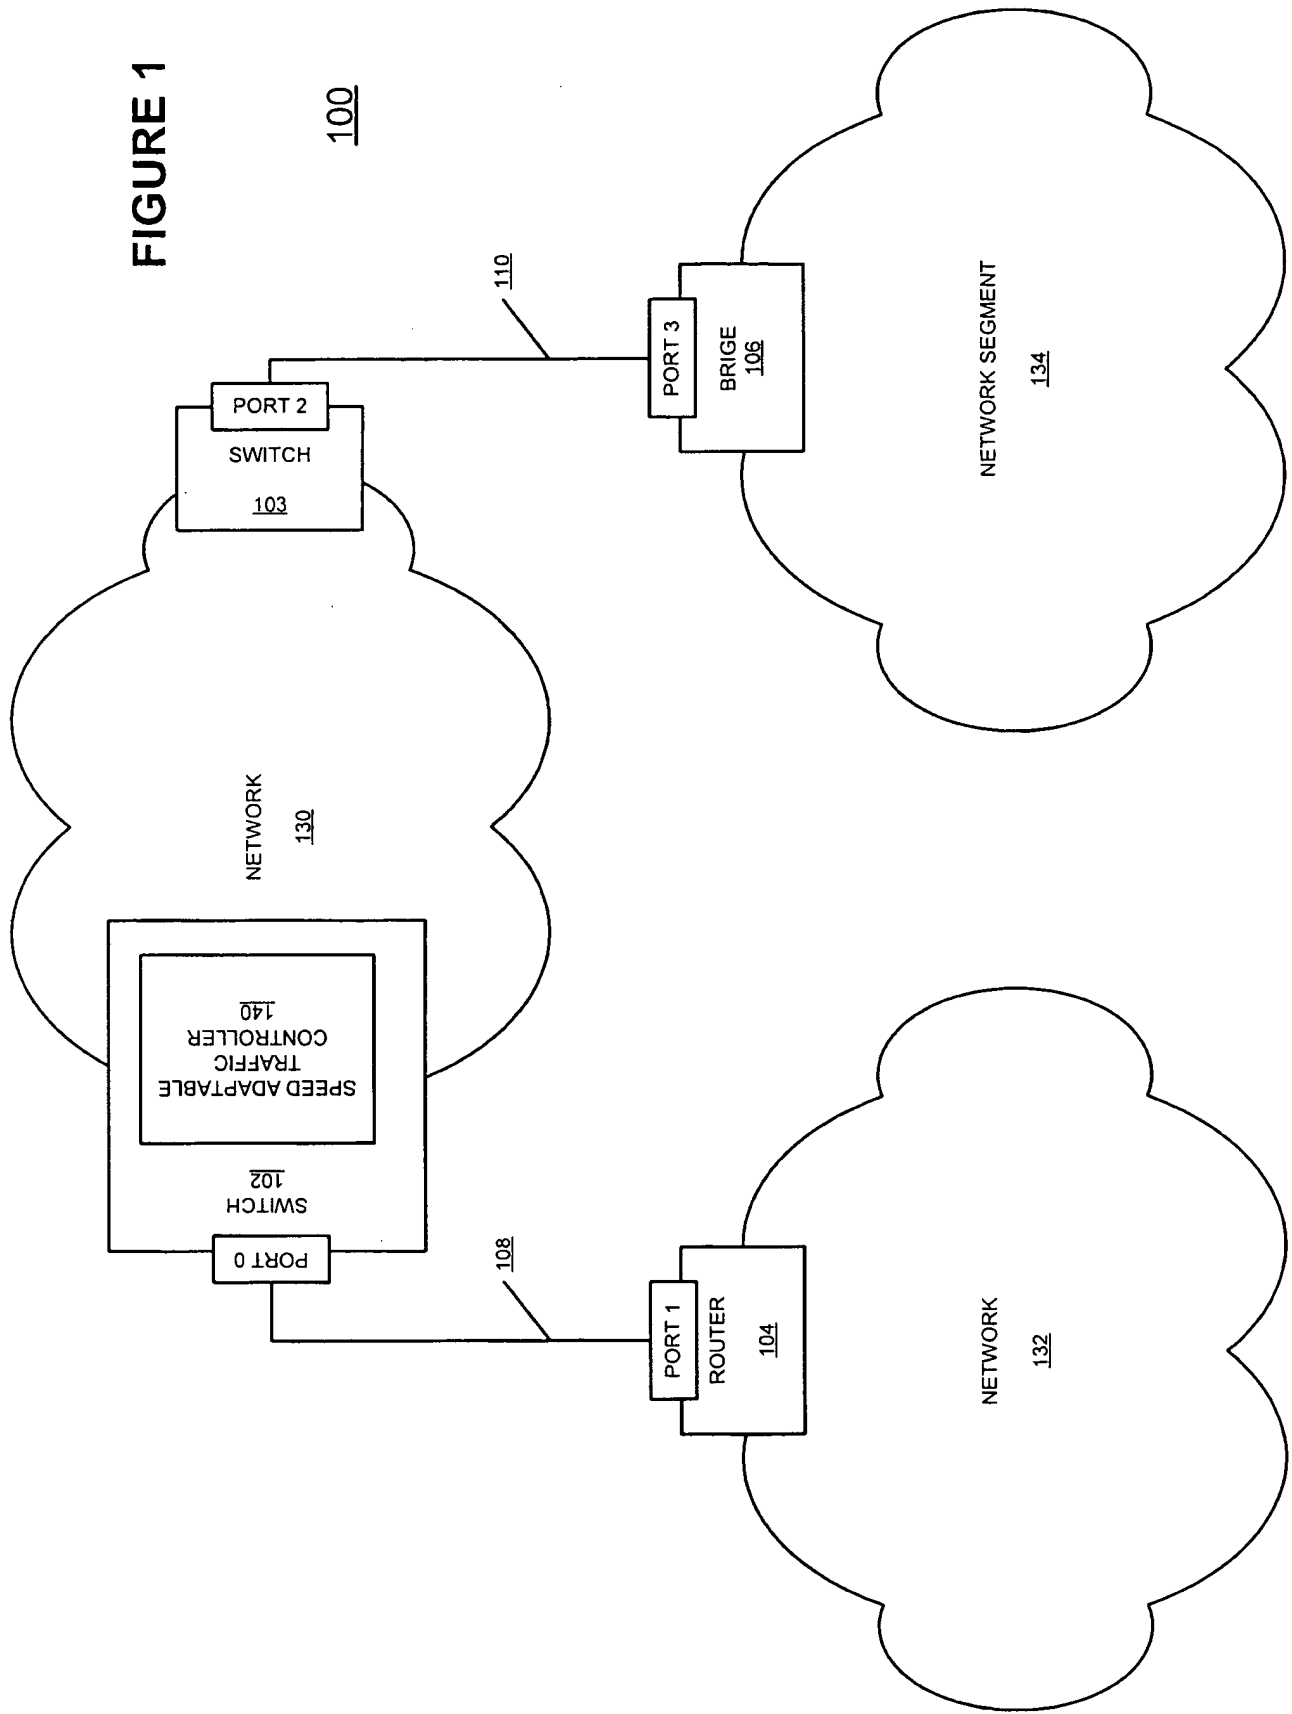 FIGURE 1
100
SPEED ADAPTABLE
TRAFFIC
CONTROLLER
140
SWITCH
102
PORT 0
NETWORK
130
PORT 2
SWITCH
103
108
110
PORT 1
ROUTER
104
PORT 3
BRIGE
106
NETWORK
132
NETWORK SEGMENT
134